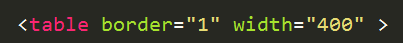 <table border="1" width="400" >